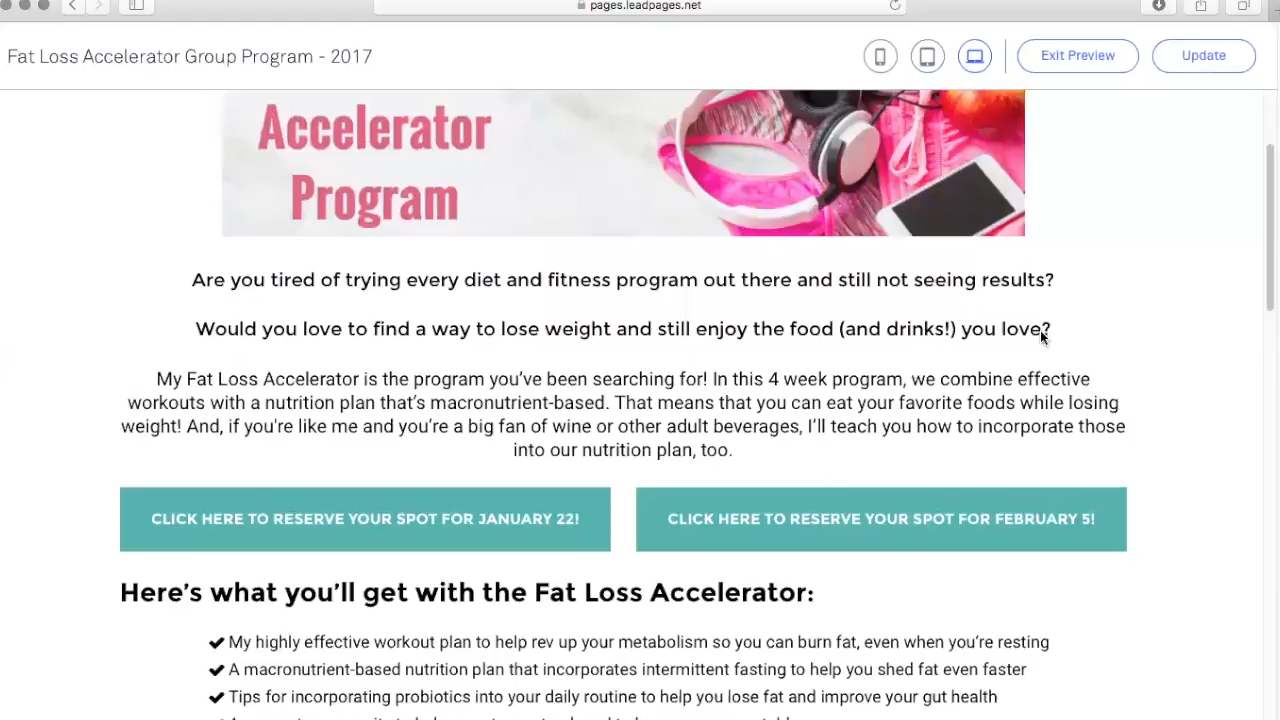 pages.leadpages.net
Fat Loss Accelerator Group Program - 2017
Exit Preview
Update
Accelerator
Program
Are you tired of trying every diet and fitness program out there and still not seeing results?
Would you love to find a way to lose weight and still enjoy the food (and drinks!) you love?
My Fat Loss Accelerator is the program you’ve been searching for! In this 4 week program, we combine effective
workouts with a nutrition plan that’s macronutrient-based. That means that you can eat your favorite foods while losing
weight! And, if you're like me and you’re a big fan of wine or other adult beverages, I’ll teach you how to incorporate those
into our nutrition plan, too.
CLICK HERE TO RESERVE YOUR SPOT FOR JANUARY 22!
CLICK HERE TO RESERVE YOUR SPOT FOR FEBRUARY 5!
Here’s what you’ll get with the Fat Loss Accelerator:
My highly effective workout plan to help rev up your metabolism so you can burn fat, even when you’re resting
A macronutrient-based nutrition plan that incorporates intermittent fasting to help you shed fat even faster
Tips for incorporating probiotics into your daily routine to help you lose fat and improve your gut health